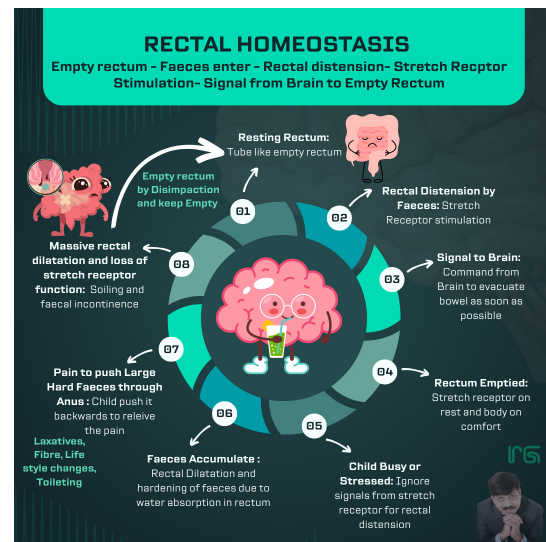 RECTAL HOMEOSTASIS
Empty rectum - Faeces enter - Rectal distension- Stretch Recptor
Stimulation- Signal from Brain to Empty Rectum
Resting Rectum:
Tube like empty rectum
Empty rectum
by Disimpaction
and keep Empty
01
02
Rectal Distension by
Faeces: Stretch
Receptor stimulation
03
Signal to Brain:
Command from
Brain to evacuate
bowel as soon as
possible
04
Rectum Emptied:
Stretch receptor on
rest and body on
comfort
05
Child Busy or
Stressed: Ignore
signals from stretch
receptor for rectal
distension
06
Faeces Accumulate :
Rectal Dilatation and
hardening of faeces due to
water absorption in rectum
07
Pain to push Large
Hard Faeces through
Anus : Child push it
backwards to releive
the pain
Laxatives,
Fibre, Life
style changes,
Toileting
08
Massive rectal
dilatation and loss of
stretch receptor
function: Soiling and
faecal incontinence